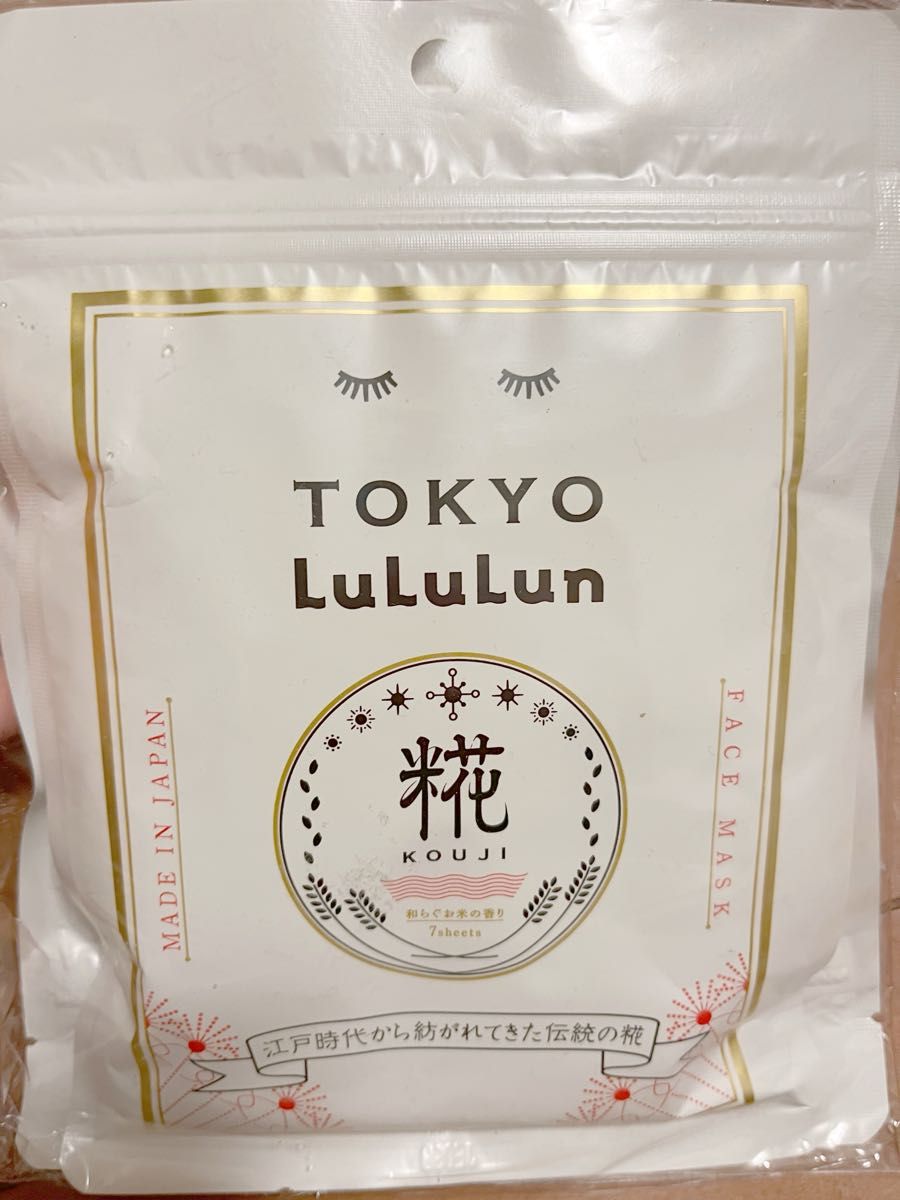 TOKYO
LuLuLun
糀
KOUJI
和らぐお米の香り
7sheets
MADE IN JAPAN
FACE MASK
江戸時代から紡がれてきた伝統の糀